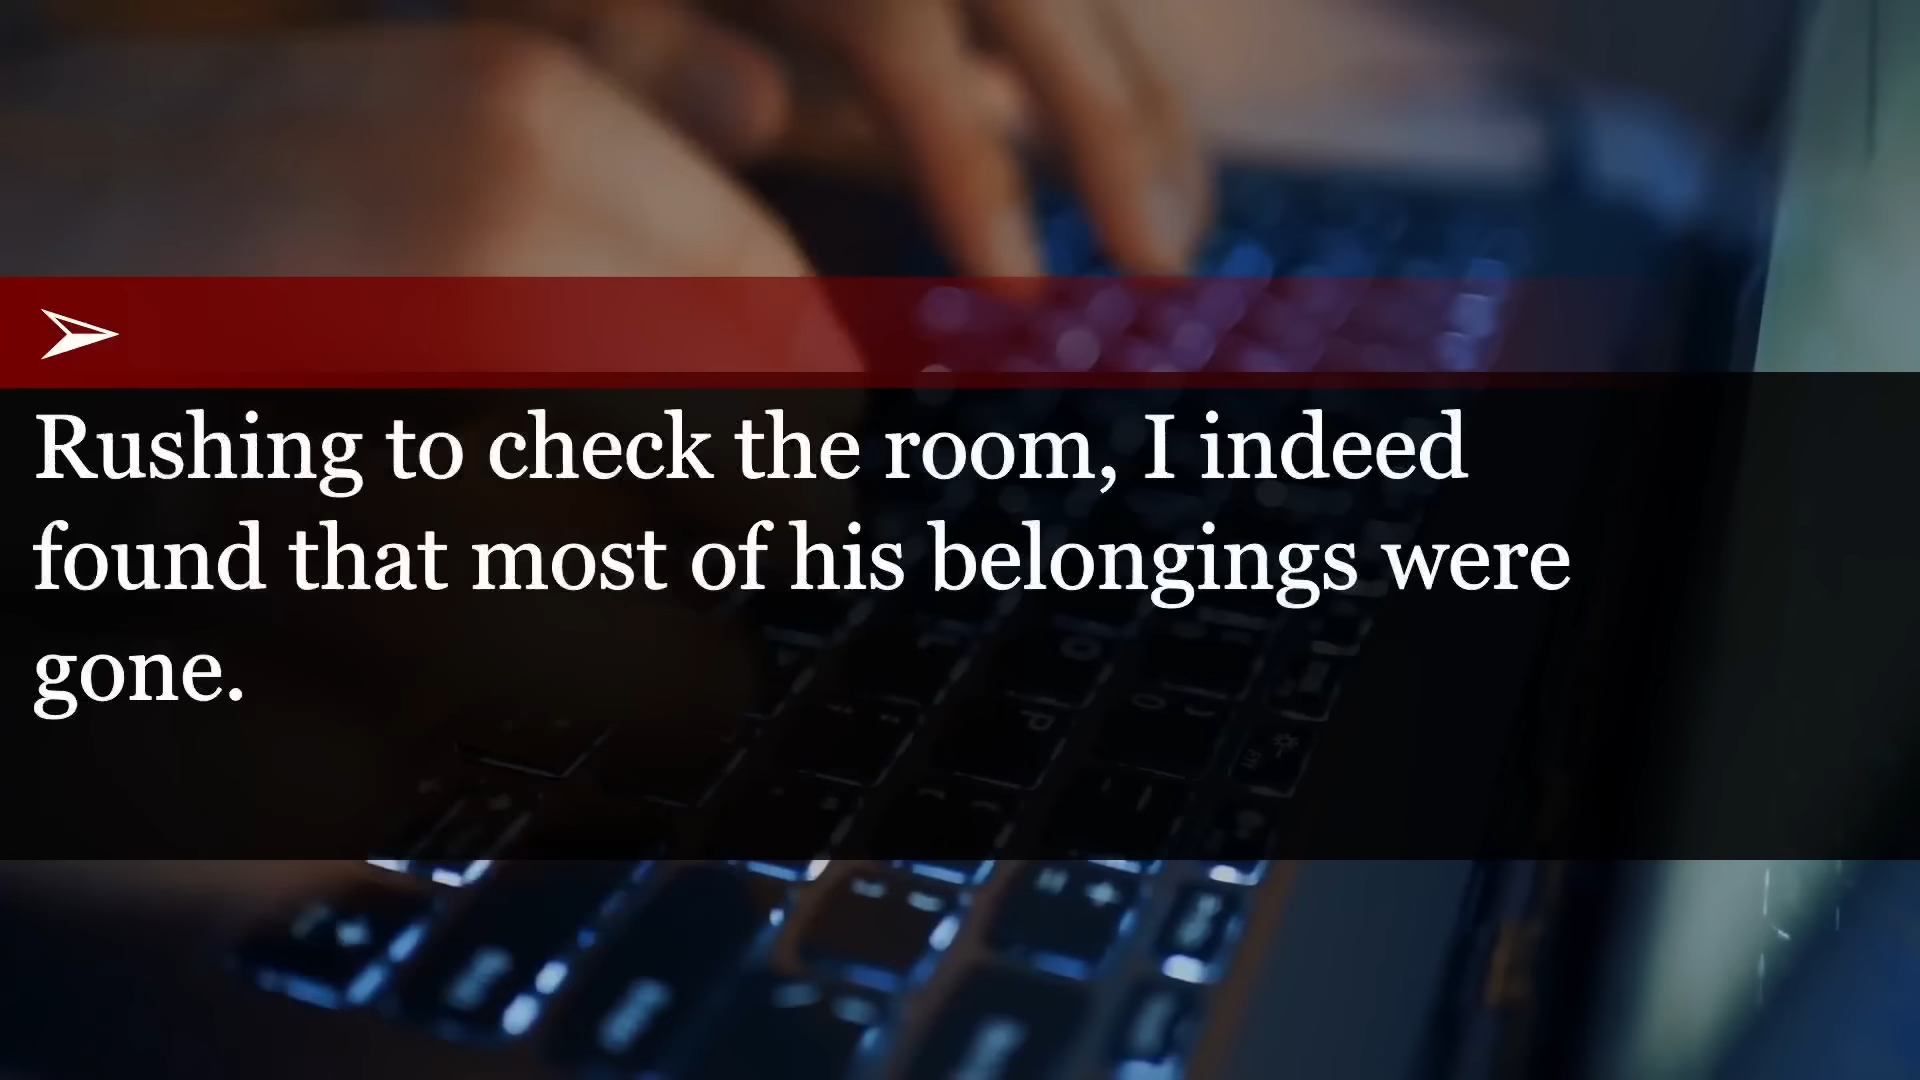 Rushing to check the room, I indeed
found that most of his belongings were
gone.